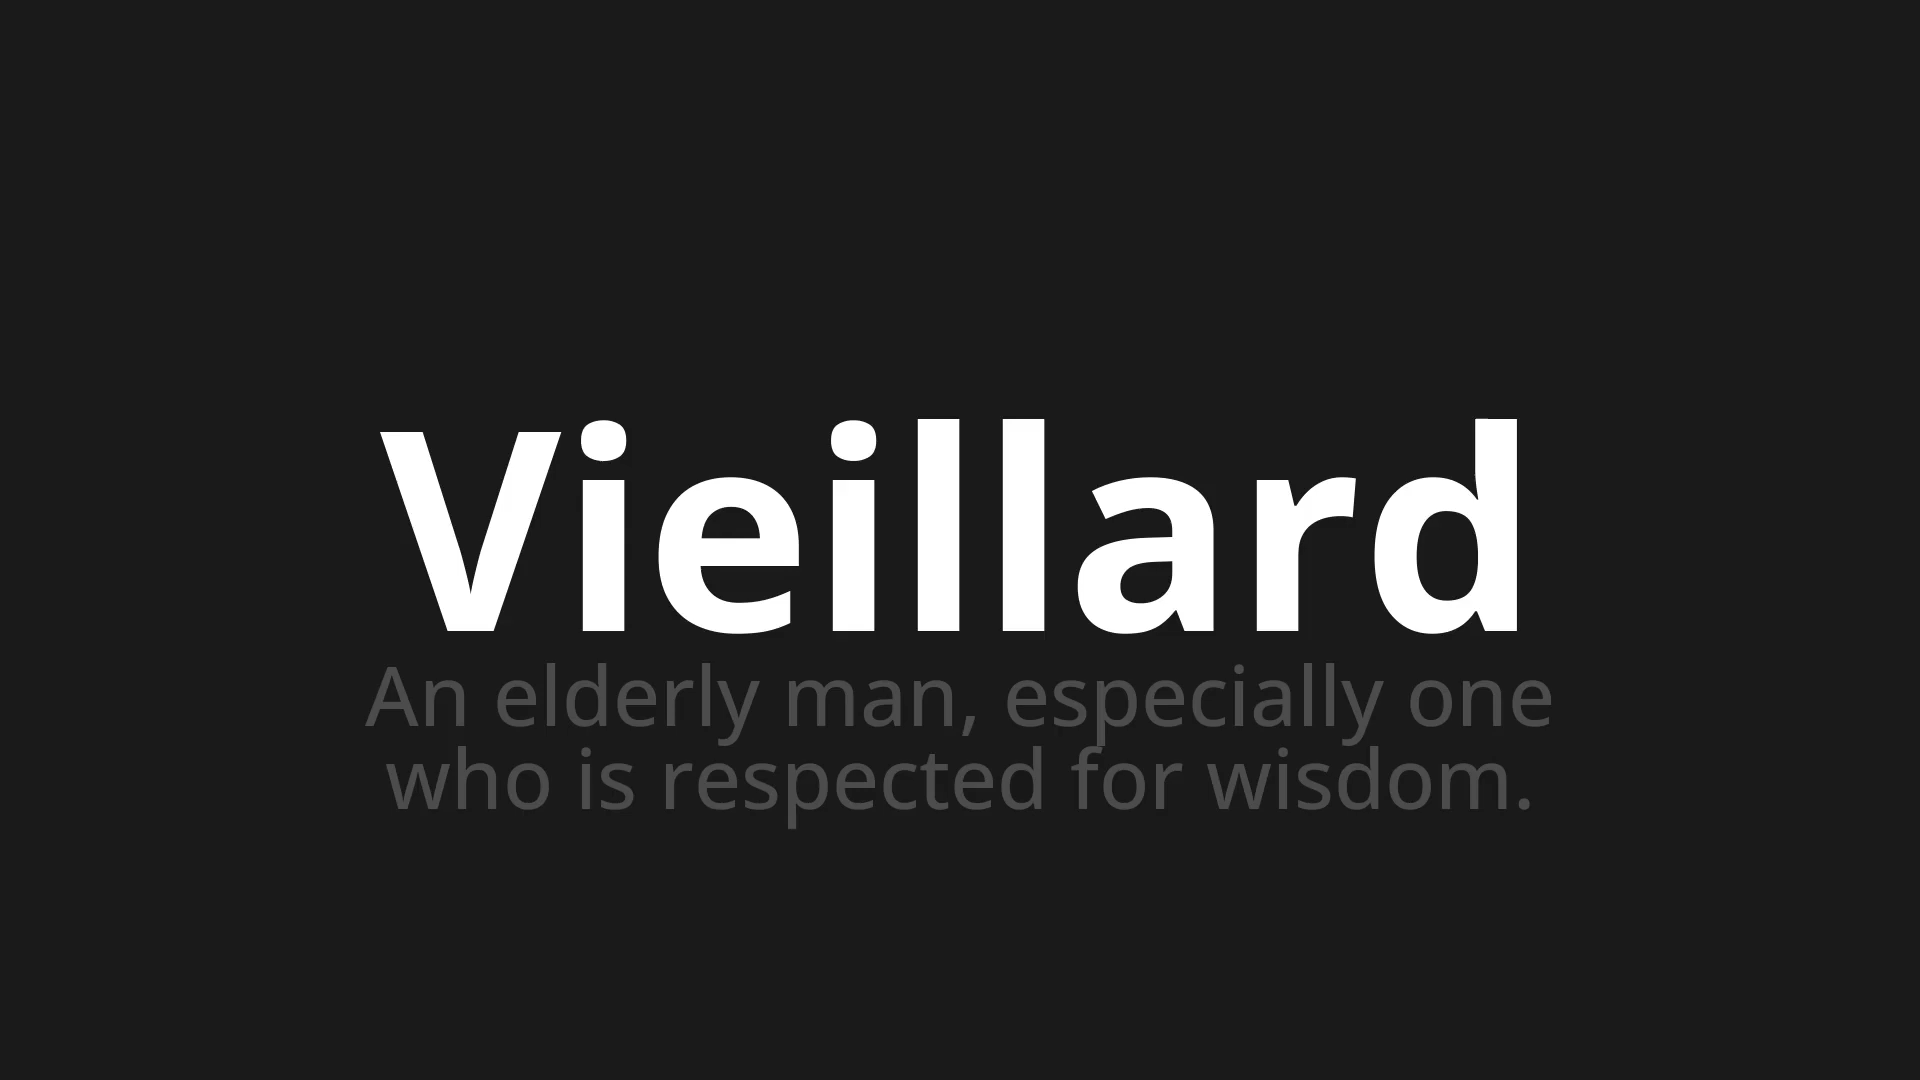 Vieillard
An elderly man, especially one
who is respected for wisdom.